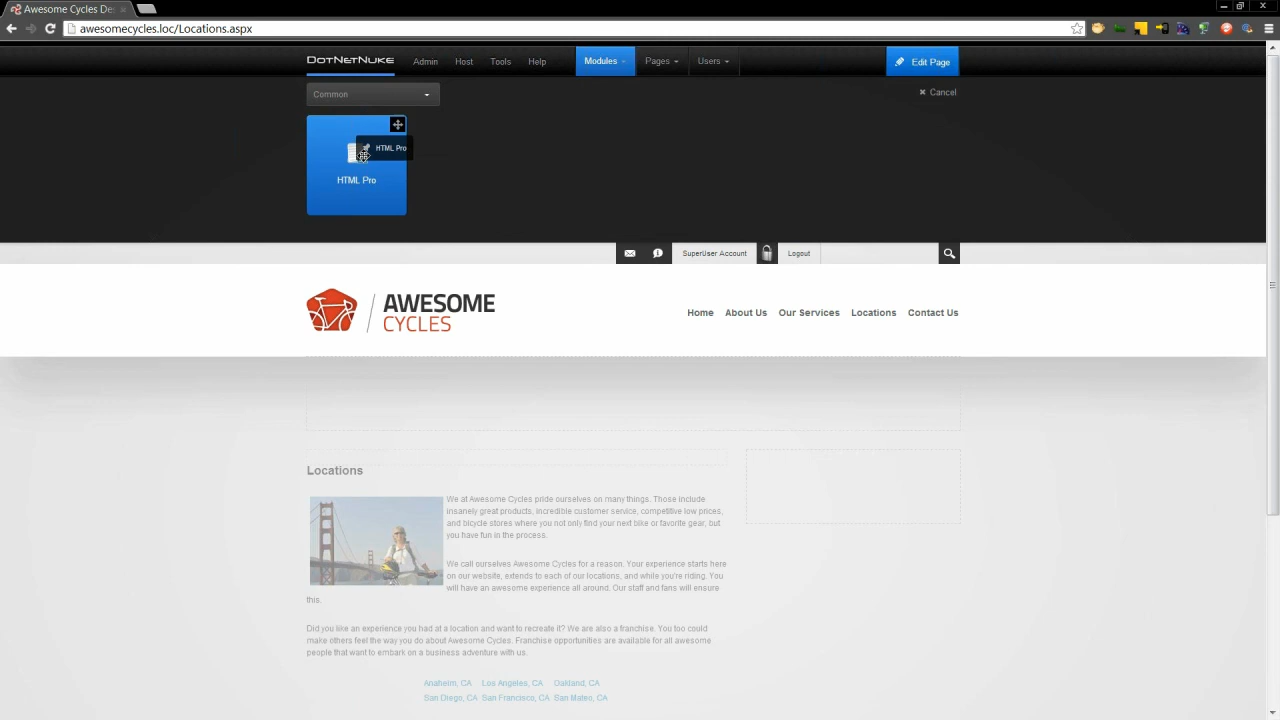 Awesome Cycles De
awesomecycles.loc/Locations.aspx
DOTNETNUKE Admin Host Tools Help Modules Pages Users Edit Page
Common Cancel
HTML Pro
HTML Pro
SuperUser Account Logout
AWESOME
CYCLES
Home About Us Our Services Locations Contact Us
Locations
We at Awesome Cycles pride ourselves on many things. Those include
insanely great products, incredible customer service, competitive low prices,
and bicycle stores where you not only find your next bike or favorite gear, but
you have fun in the process.
We call ourselves Awesome Cycles for a reason. Your experience starts here
on our website, extends to each of our locations, and while you're riding. You
will have an awesome experience all around. Our staff and fans will ensure
this.
Did you like an experience you had at a location and want to recreate it? We are also a franchise. You too could
make others feel the way you do about Awesome Cycles. Franchise opportunities are available for all awesome
people that want to embark on a business adventure with us.
Anaheim, CA Los Angeles, CA Oakland, CA
San Diego, CA San Francisco, CA San Mateo, CA